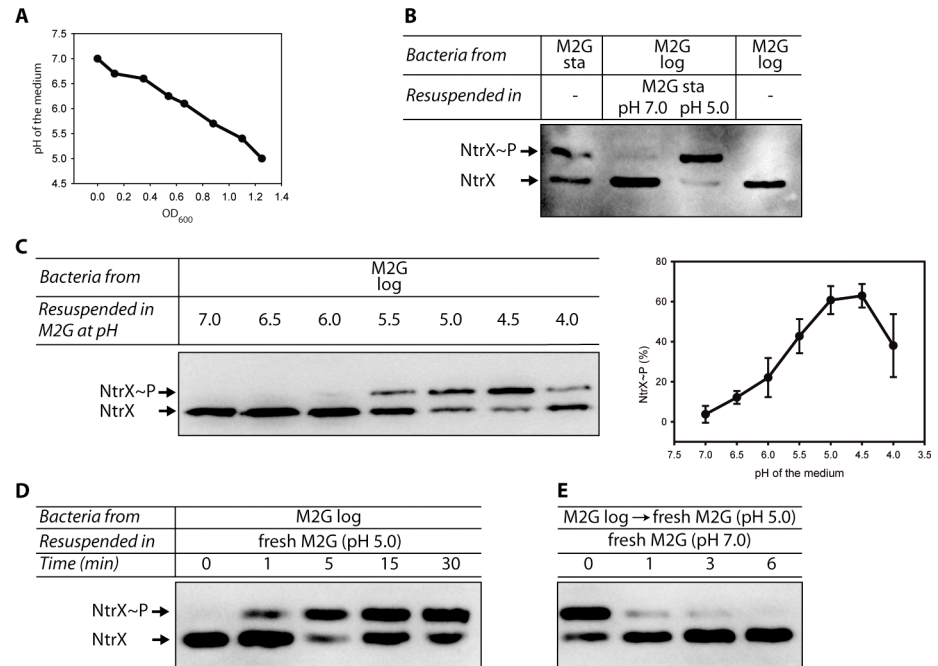 A
pH of the medium
7.0
6.5
6.0
5.5
5.0
4.5
0.0 0.2 0.4 0.6 0.8 1.0 1.2 1.4
OD600
B
Bacteria from M2G sta M2G log M2G log
Resuspended in - M2G sta pH 7.0 pH 5.0 -
NtrX~P
NtrX
C
Bacteria from M2G log
Resuspended in M2G at pH 7.0 6.5 6.0 5.5 5.0 4.5 4.0
NtrX~P
NtrX
NtrX~P (%)
80
60
40
20
0
7.5 7.0 6.5 6.0 5.5 5.0 4.5 4.0 3.5
pH of the medium
D
Bacteria from M2G log
Resuspended in fresh M2G (pH 5.0)
Time (min) 0 1 5 15 30
NtrX~P
NtrX
E
M2G log → fresh M2G (pH 5.0)
fresh M2G (pH 7.0)
0 1 3 6